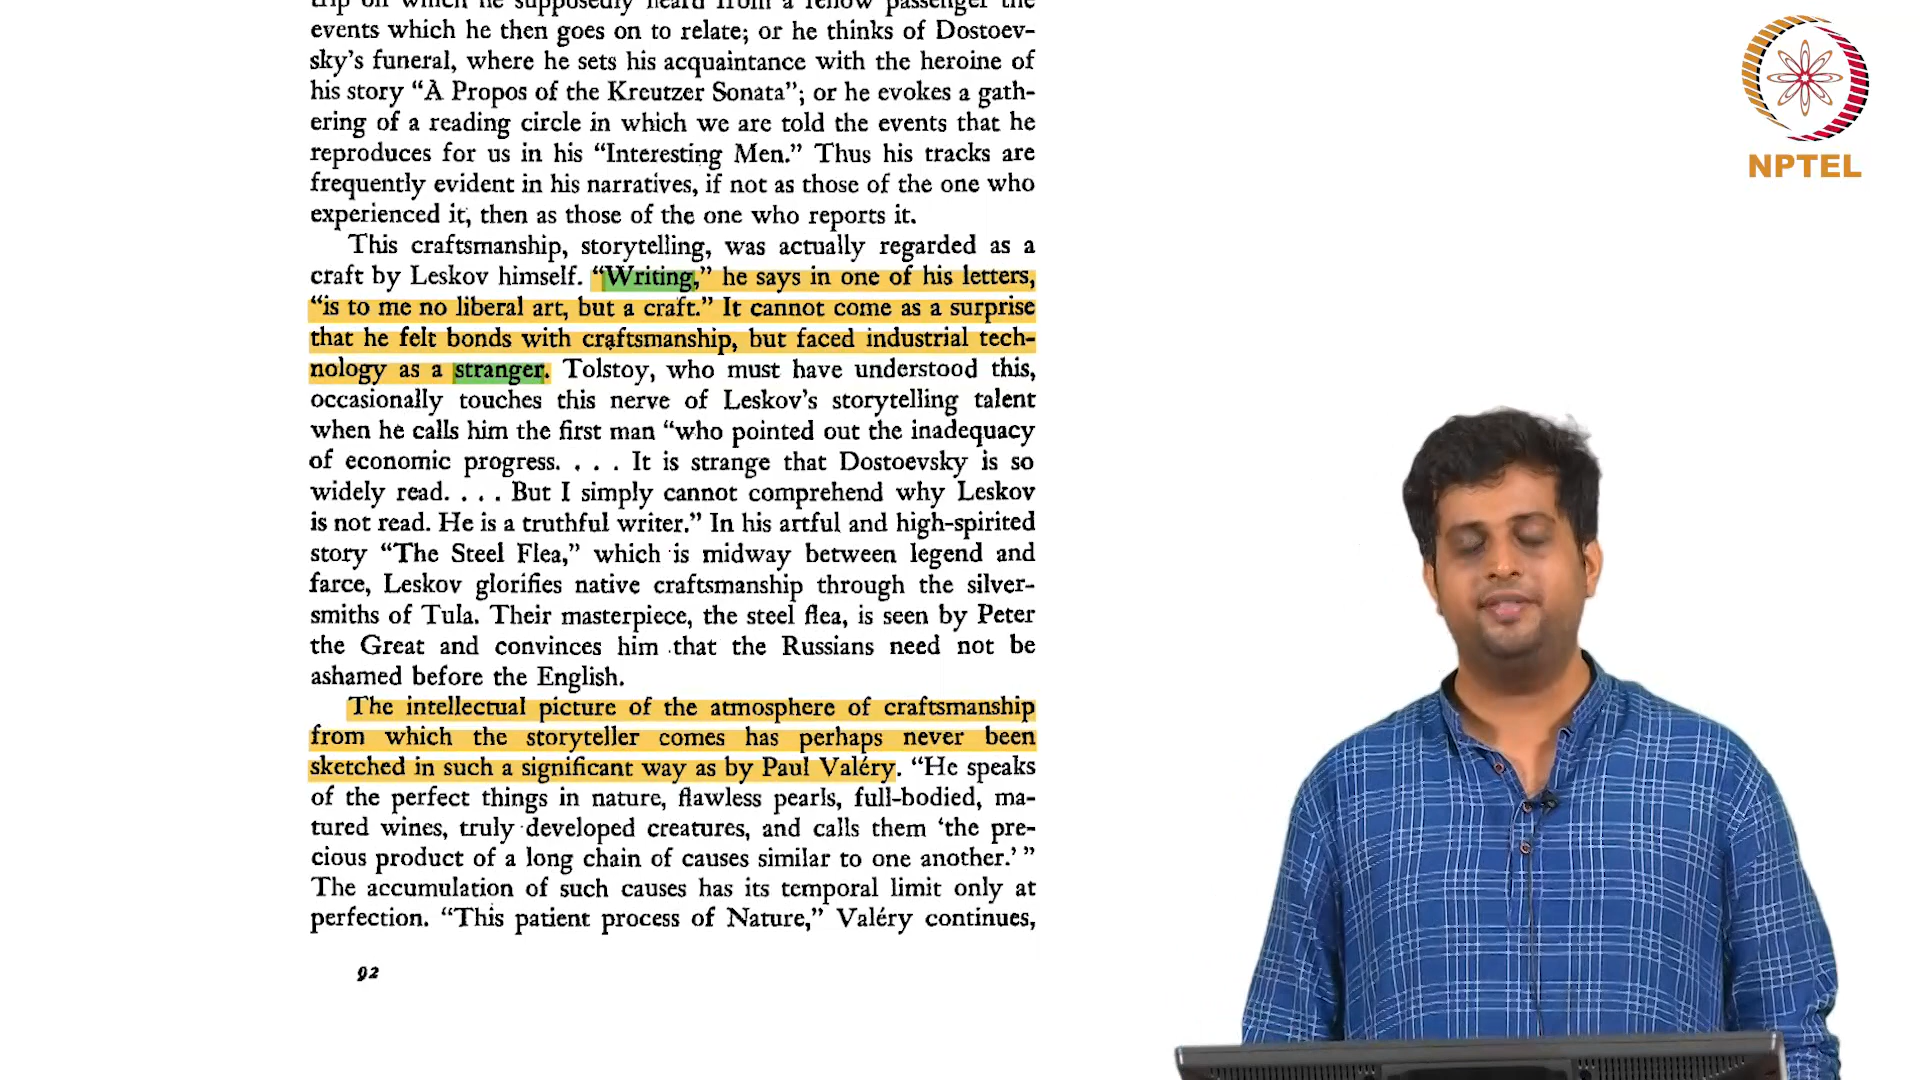 trip on which he supposedly heard from a fellow passenger the
events which he then goes on to relate; or he thinks of Dostoev-
sky's funeral, where he sets his acquaintance with the heroine of
his story “À Propos of the Kreutzer Sonata”; or he evokes a gath-
ering of a reading circle in which we are told the events that he
reproduces for us in his “Interesting Men.” Thus his tracks are
frequently evident in his narratives, if not as those of the one who
experienced it, then as those of the one who reports it.
This craftsmanship, storytelling, was actually regarded as a
craft by Leskov himself. “Writing,” he says in one of his letters,
“is to me no liberal art, but a craft.” It cannot come as a surprise
that he felt bonds with craftsmanship, but faced industrial tech-
nology as a stranger. Tolstoy, who must have understood this,
occasionally touches this nerve of Leskov's storytelling talent
when he calls him the first man “who pointed out the inadequacy
of economic progress. . . . It is strange that Dostoevsky is so
widely read. . . . But I simply cannot comprehend why Leskov
is not read. He is a truthful writer.” In his artful and high-spirited
story “The Steel Flea,” which is midway between legend and
farce, Leskov glorifies native craftsmanship through the silver-
smiths of Tula. Their masterpiece, the steel flea, is seen by Peter
the Great and convinces him that the Russians need not be
ashamed before the English.
The intellectual picture of the atmosphere of craftsmanship
from which the storyteller comes has perhaps never been
sketched in such a significant way as by Paul Valéry. “He speaks
of the perfect things in nature, flawless pearls, full-bodied, ma-
tured wines, truly developed creatures, and calls them ‘the pre-
cious product of a long chain of causes similar to one another.’ ”
The accumulation of such causes has its temporal limit only at
perfection. “This patient process of Nature,” Valéry continues,
92
NPTEL